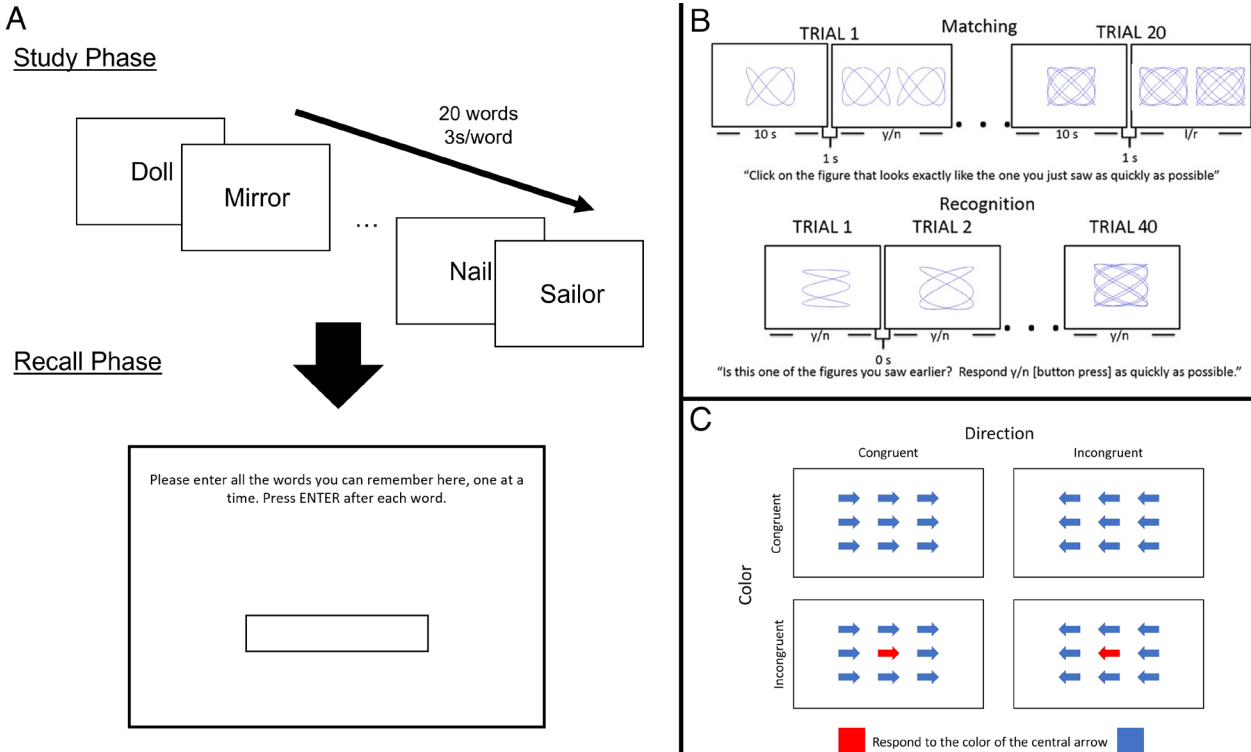 A
Study Phase
20 words
3s/word
Doll
Mirror
...
Nail
Sailor
Recall Phase
Please enter all the words you can remember here, one at a
time. Press ENTER after each word.
B
Matching
TRIAL 1
TRIAL 20
10 s
y/n
10 s
l/r
1 s
1 s
“Click on the figure that looks exactly like the one you just saw as quickly as possible”
Recognition
TRIAL 1
TRIAL 2
TRIAL 40
y/n
y/n
y/n
0 s
“Is this one of the figures you saw earlier? Respond y/n [button press] as quickly as possible.”
C
Direction
Congruent
Incongruent
Color
Congruent
Incongruent
Respond to the color of the central arrow